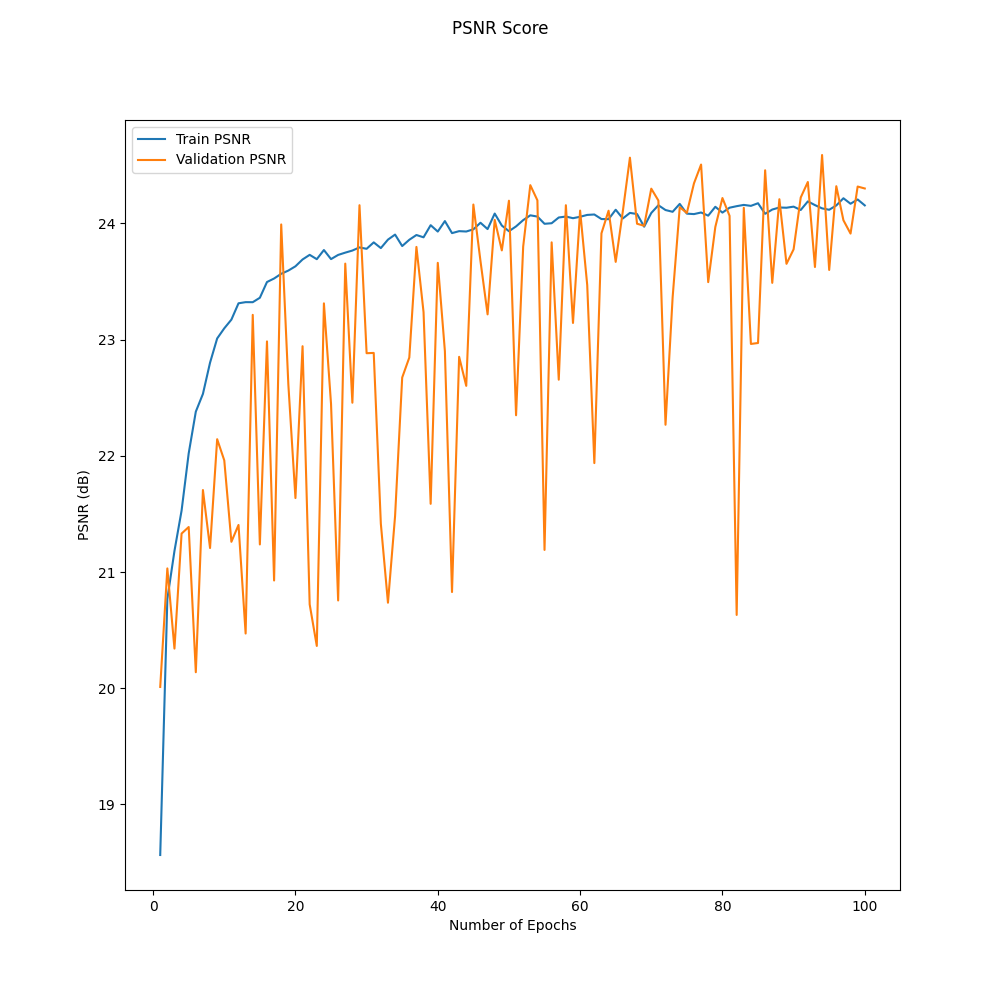 PSNR Score
Train PSNR
Validation PSNR
PSNR (dB)
24
23
22
21
20
19
0 20 40 60 80 100
Number of Epochs